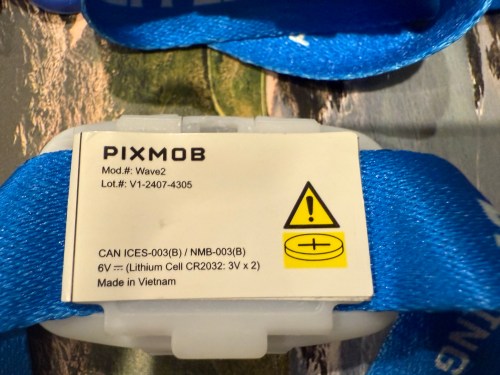 PIXMOB
Mod.#: Wave2
Lot.#: V1-2407-4305
CAN ICES-003(B) / NMB-003(B)
6V⎓ (Lithium Cell CR2032: 3V x 2)
Made in Vietnam